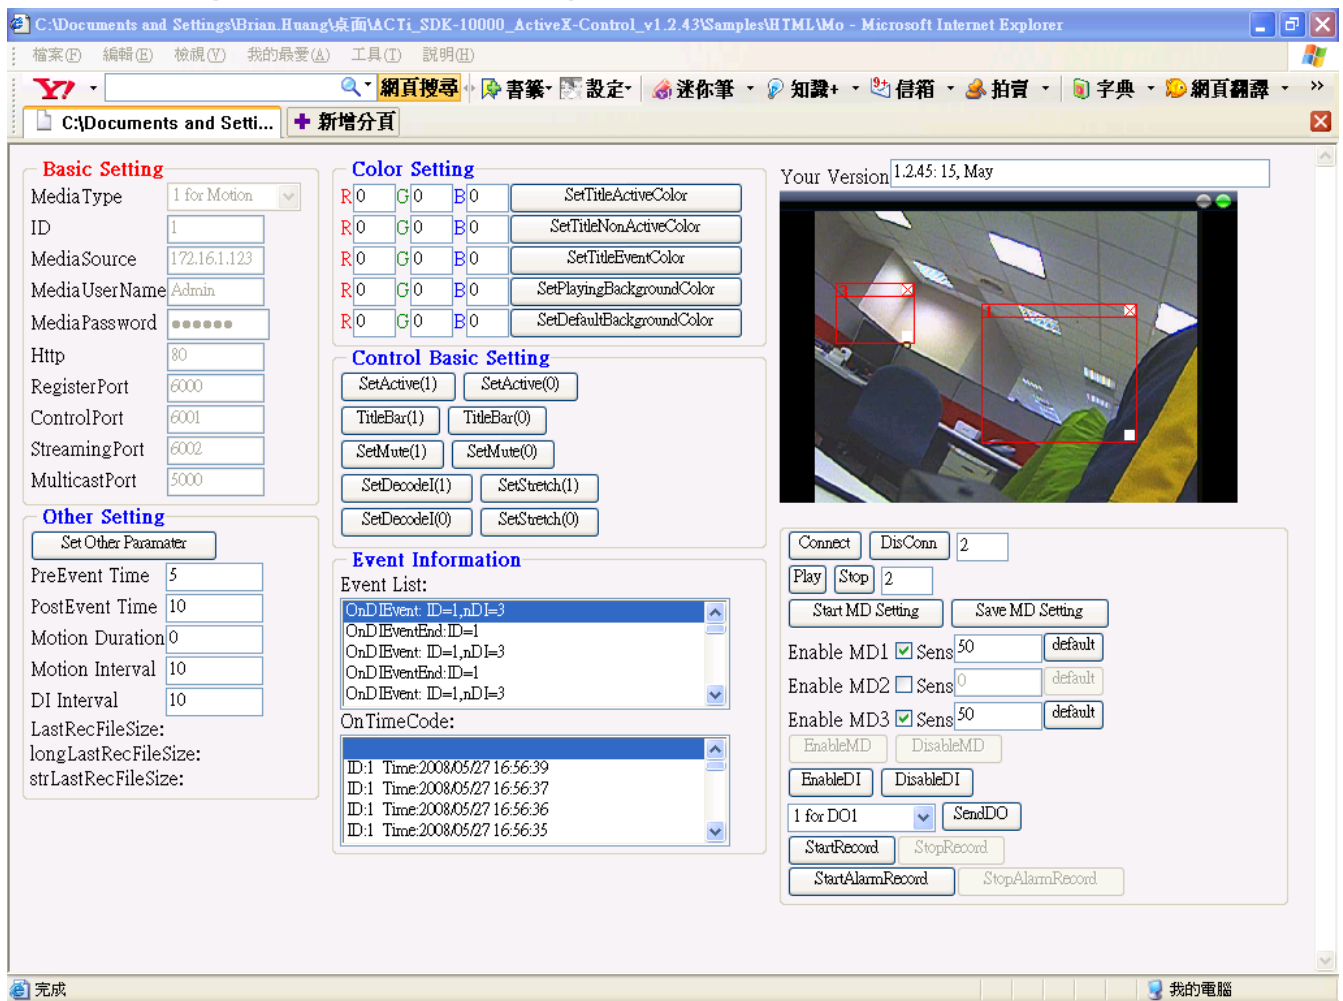 C:\Documents and Settings\Brian.Huang\桌面\ACTi_SDK-10000_ActiveX-Control_v1.2.43\Samples\HTML\Mo - Microsoft Internet Explorer
檔案(F) 編輯(E) 檢視(V) 我的最愛(A) 工具(T) 說明(H)
Y7 網頁搜尋 書籤 設定 迷你筆 知識+ 信箱 拍賣 字典 網頁翻譯
C:\Documents and Setti... 新增分頁
Basic Setting
MediaType 1 for Motion
ID 1
MediaSource 172.16.1.123
MediaUserName Admin
MediaPassword ●●●●●●
Http 80
RegisterPort 6000
ControlPort 6001
StreamingPort 6002
MulticastPort 5000
Other Setting
Set Other Paramater
PreEvent Time 5
PostEvent Time 10
Motion Duration 0
Motion Interval 10
DI Interval 10
LastRecFileSize:
longLastRecFileSize:
strLastRecFileSize:
Color Setting
R 0 G 0 B 0 SetTitleActiveColor
R 0 G 0 B 0 SetTitleNonActiveColor
R 0 G 0 B 0 SetTitleEventColor
R 0 G 0 B 0 SetPlayingBackgroundColor
R 0 G 0 B 0 SetDefaultBackgroundColor
Control Basic Setting
SetActive(1) SetActive(0)
TitleBar(1) TitleBar(0)
SetMute(1) SetMute(0)
SetDecodeI(1) SetStretch(1)
SetDecodeI(0) SetStretch(0)
Event Information
Event List:
OnDIEvent: ID=1,nDI=3
OnDIEventEnd:ID=1
OnDIEvent: ID=1,nDI=3
OnDIEventEnd:ID=1
OnDIEvent: ID=1,nDI=3
OnTimeCode:
ID:1 Time:2008/05/27 16:56:39
ID:1 Time:2008/05/27 16:56:37
ID:1 Time:2008/05/27 16:56:36
ID:1 Time:2008/05/27 16:56:35
Your Version 1.2.45: 15, May
3
1
Connect DisConn 2
Play Stop 2
Start MD Setting Save MD Setting
Enable MD1 Sens 50 default
Enable MD2 Sens 0 default
Enable MD3 Sens 50 default
EnableMD DisableMD
EnableDI DisableDI
1 for DO1 SendDO
StartRecord StopRecord
StartAlarmRecord StopAlarmRecord
完成 我的電腦